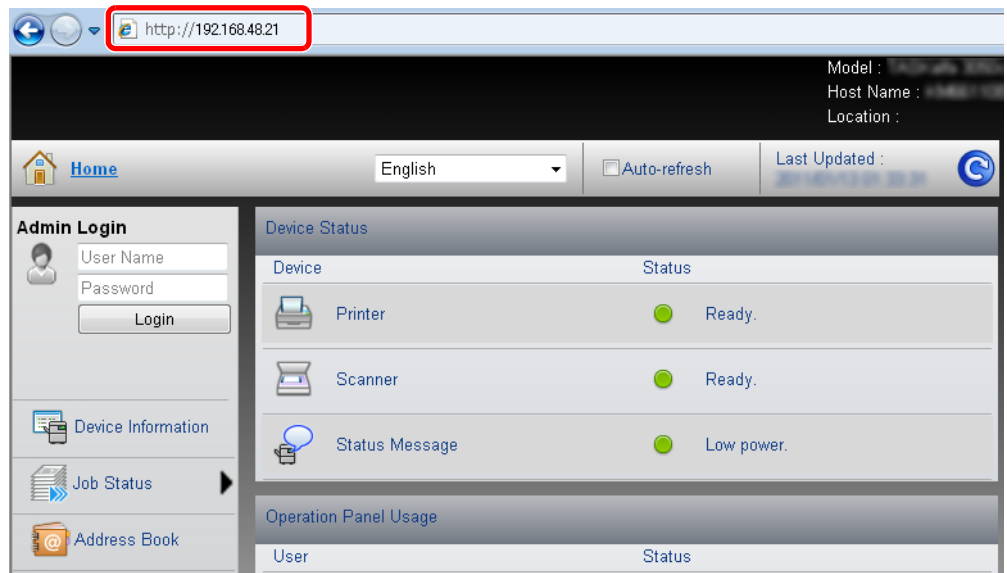 http://192.168.48.21
Model :
Host Name :
Location :
Home
English
Auto-refresh
Last Updated :
Admin Login
User Name
Password
Login
Device Information
Job Status
Address Book
Device Status
Device Status
Printer Ready.
Scanner Ready.
Status Message Low power.
Operation Panel Usage
User Status